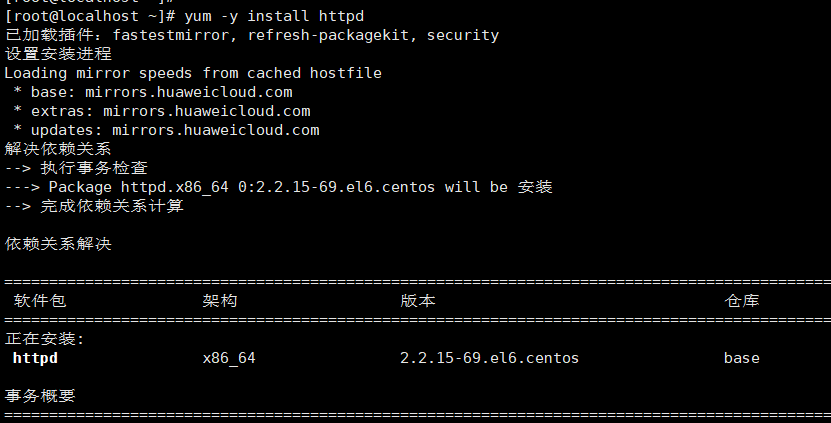 [root@localhost ~]#
[root@localhost ~]# yum -y install httpd
已加载插件：fastestmirror, refresh-packagekit, security
设置安装进程
Loading mirror speeds from cached hostfile
 * base: mirrors.huaweicloud.com
 * extras: mirrors.huaweicloud.com
 * updates: mirrors.huaweicloud.com
解决依赖关系
--> 执行事务检查
---> Package httpd.x86_64 0:2.2.15-69.el6.centos will be 安装
--> 完成依赖关系计算
依赖关系解决
================================================================================
软件包 架构 版本 仓库
================================================================================
正在安装:
httpd x86_64 2.2.15-69.el6.centos base
事务概要
================================================================================